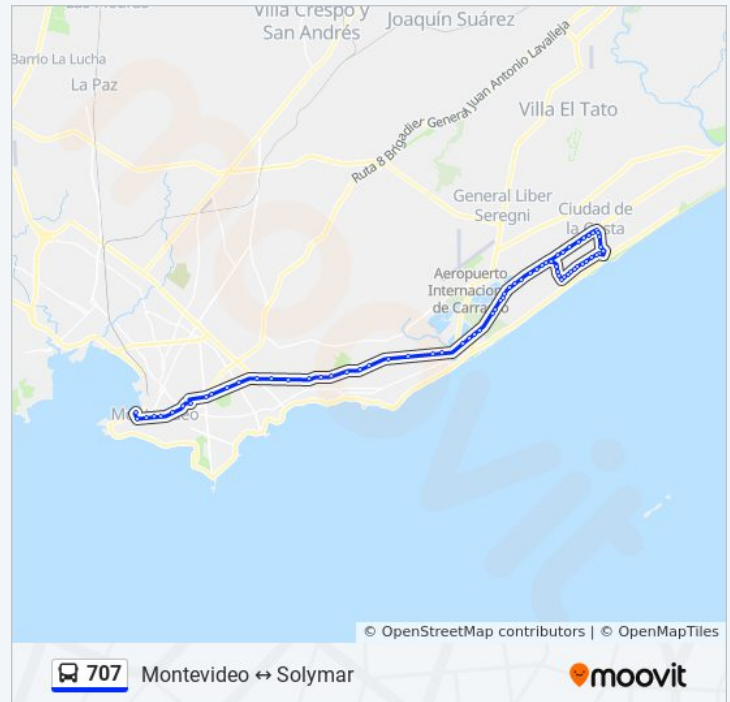 Villa Crespo y
San Andrés
Joaquín Suárez
Barrio La Lucha
La Paz
Ruta 8 Brigadier General Juan Antonio Lavalleja
Villa El Tato
General Liber
Seregni
Ciudad de
la Costa
Aeropuerto
Internacional
de Carrasco
Montevideo
moovit
© OpenStreetMap contributors | © OpenMapTiles
707 Montevideo ↔ Solymar
moovit